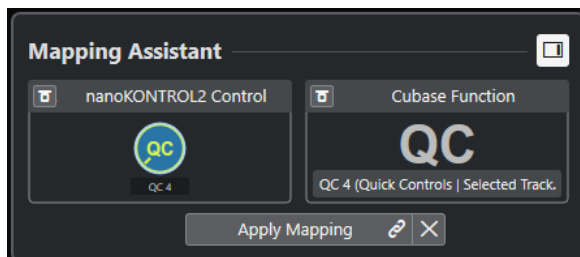 Mapping Assistant
nanoKONTROL2 Control
Cubase Function
QC
QC 4
QC
QC 4 (Quick Controls | Selected Track.
Apply Mapping